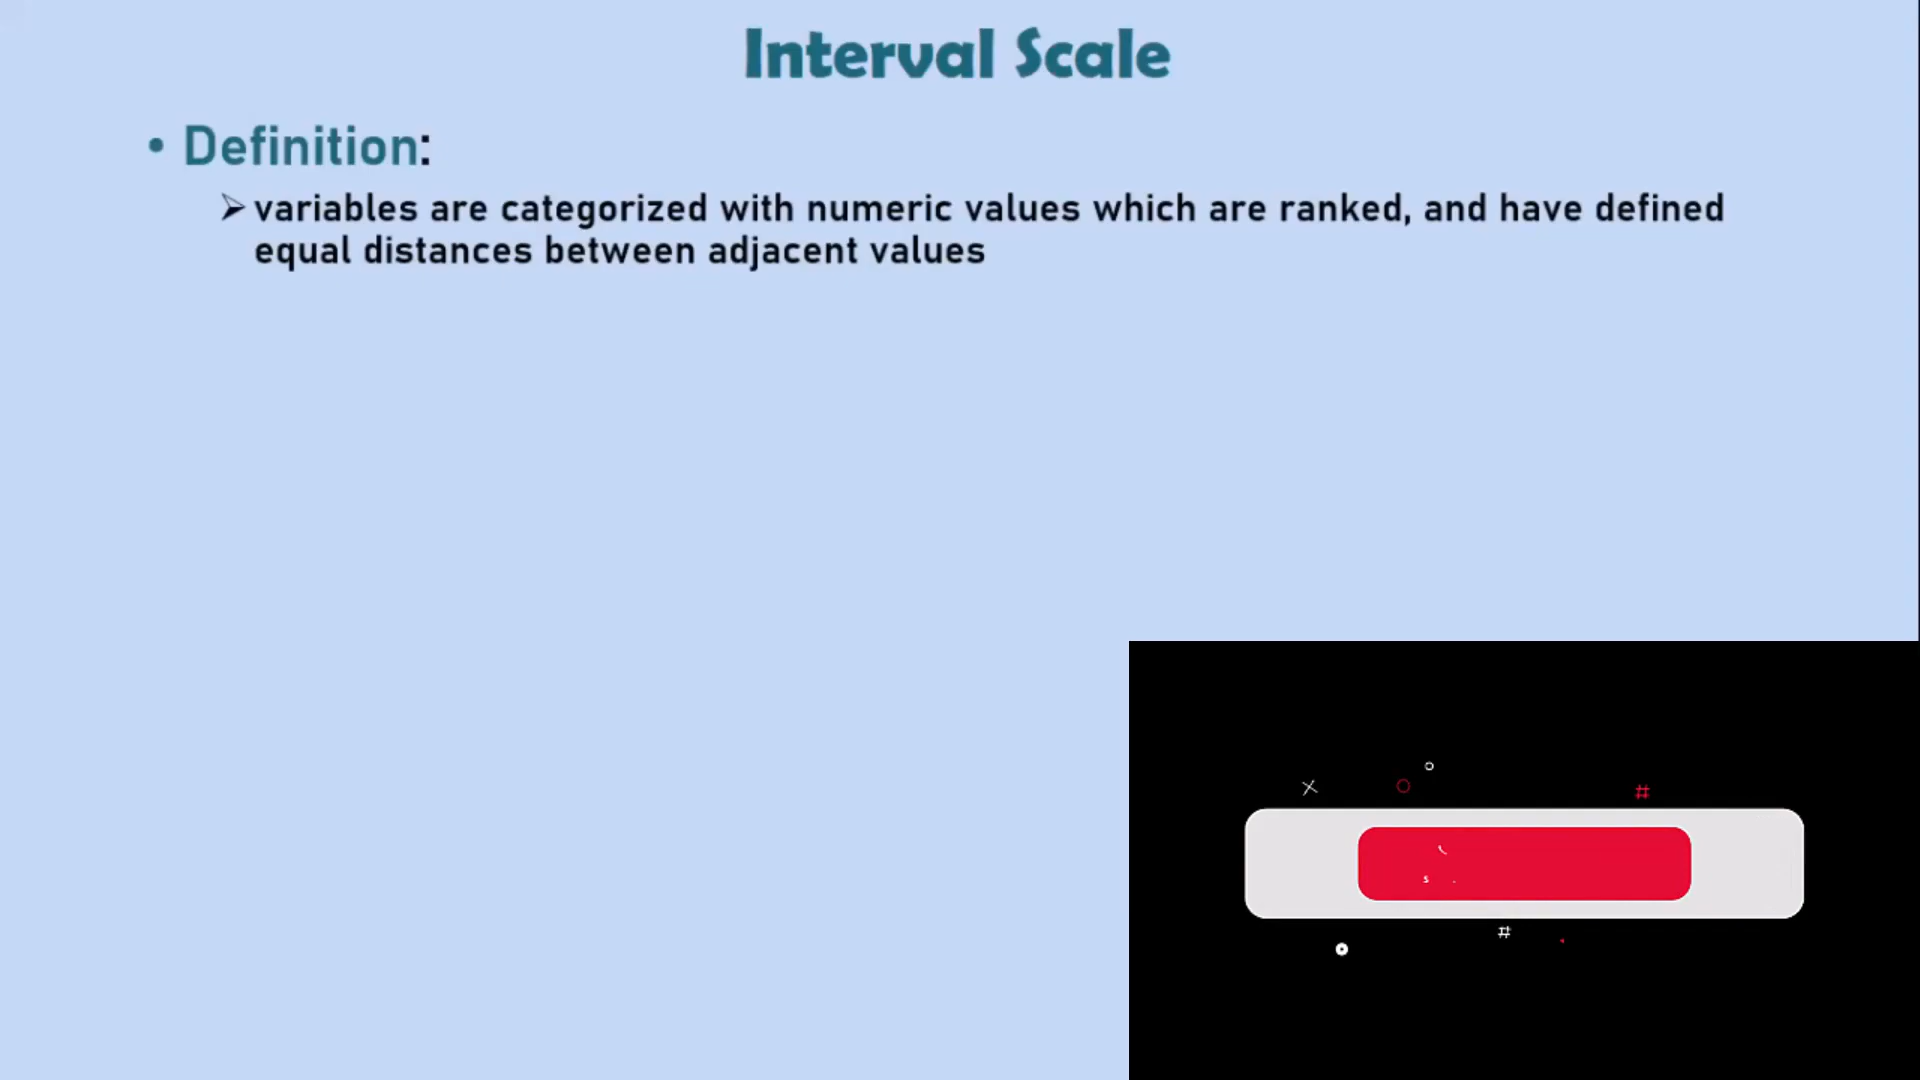 Interval Scale
• Definition:
➢ variables are categorized with numeric values which are ranked, and have defined
equal distances between adjacent values